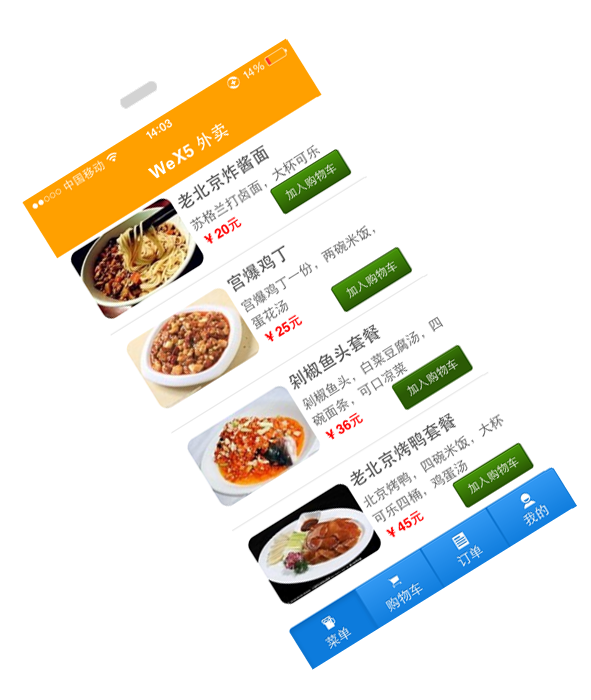 中国移动 14:03 14%
WeX5 外卖
老北京炸酱面
苏格兰打卤面，大杯可乐
￥20元
加入购物车
宫爆鸡丁
宫爆鸡丁一份，两碗米饭，
蛋花汤
￥25元
加入购物车
剁椒鱼头套餐
剁椒鱼头，白菜豆腐汤，四
碗面条，可口凉菜
￥36元
加入购物车
老北京烤鸭套餐
北京烤鸭，四碗米饭，大杯
可乐四桶，鸡蛋汤
￥45元
加入购物车
菜单 购物车 订单 我的